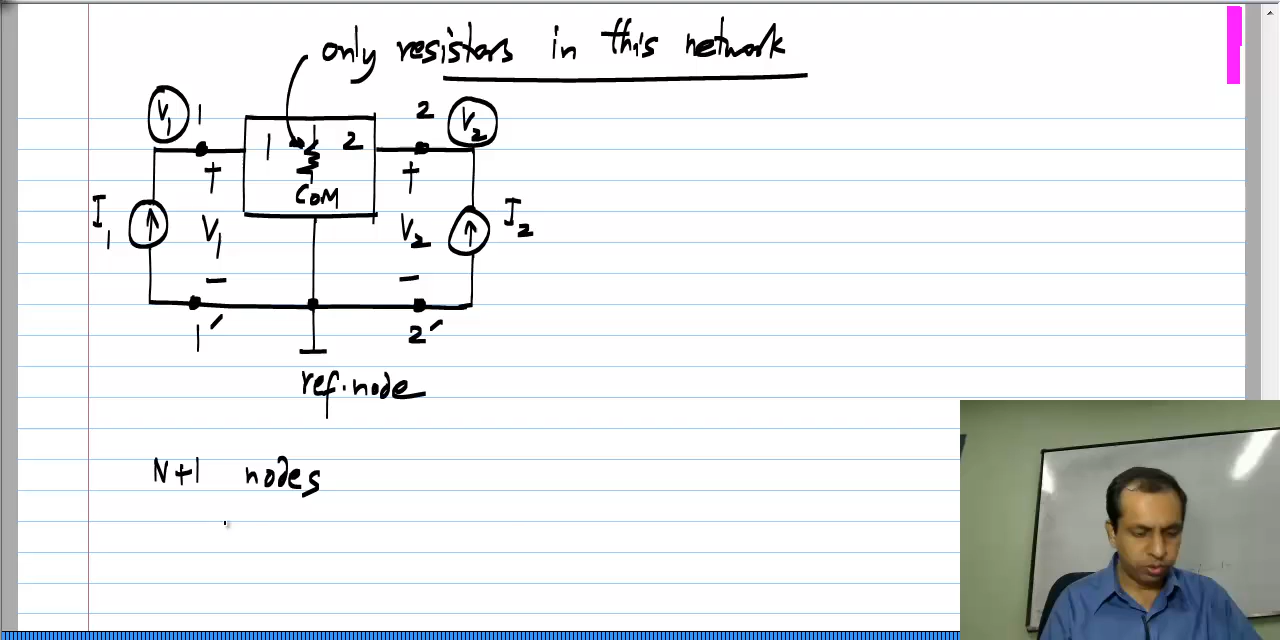 only resistors in this network
V1 1 2 V2
1 2
+ +
COM
I1 V1 V2 I2
- -
1′ 2′
ref. node
N+1 nodes